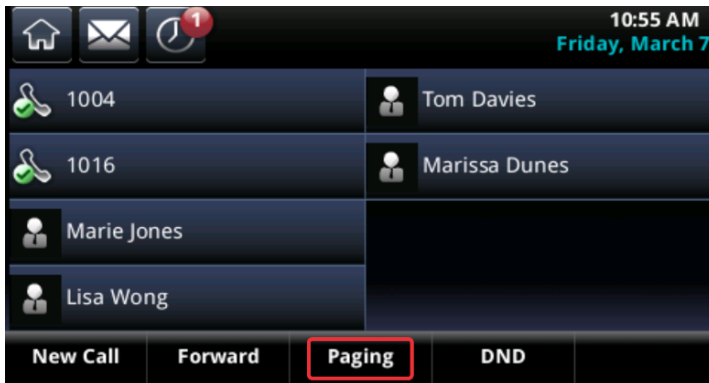 1
10:55 AM
Friday, March 7
1004
Tom Davies
1016
Marissa Dunes
Marie Jones
Lisa Wong
New Call Forward Paging DND